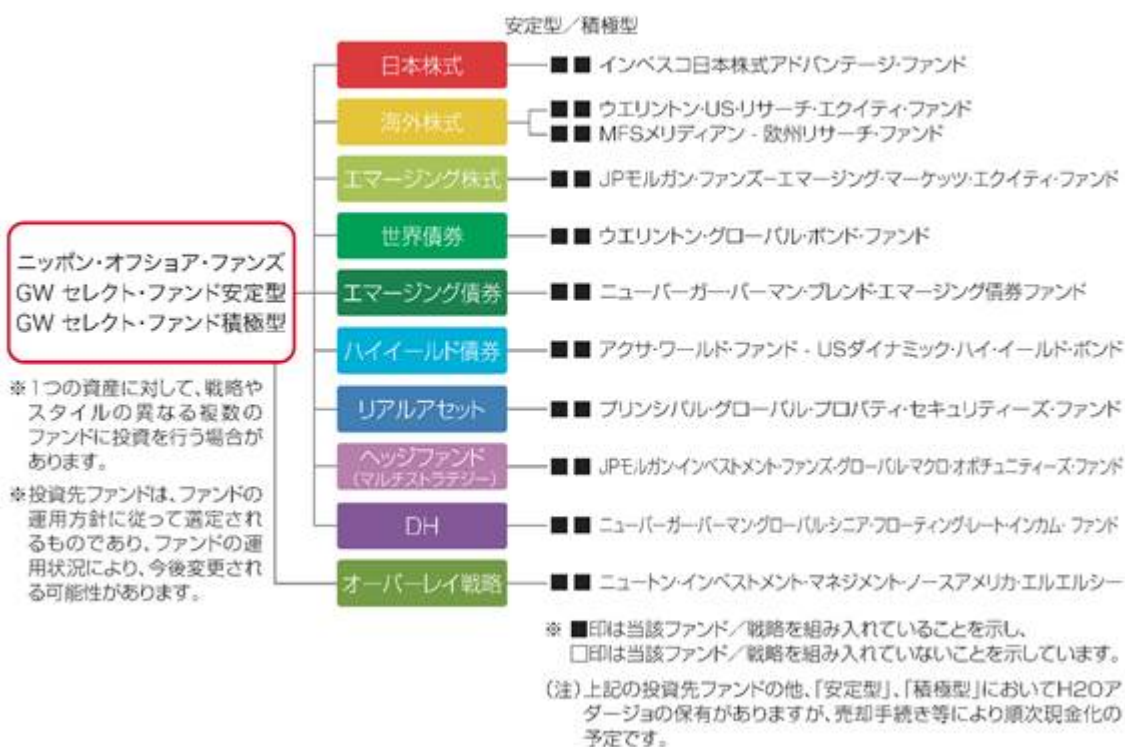 安定型／積極型
日本株式
■ ■ インベスコ日本株式アドバンテージ・ファンド
海外株式
■ ■ ウエリントン・US・リサーチ・エクイティ・ファンド
■ ■ MFSメリディアン - 欧州リサーチ・ファンド
エマージング株式
■ ■ JPモルガン・ファンズーエマージング・マーケッツ・エクイティ・ファンド
世界債券
■ ■ ウエリントン・グローバル・ボンド・ファンド
ニッポン・オフショア・ファンズ
GW セレクト・ファンド安定型
GW セレクト・ファンド積極型
エマージング債券
■ ■ ニューバーガー・バーマン・ブレンド・エマージング債券ファンド
ハイイールド債券
■ ■ アクサ・ワールド・ファンド - USダイナミック・ハイ・イールド・ボンド
リアルアセット
■ ■ プリンシパル・グローバル・プロパティ・セキュリティーズ・ファンド
ヘッジファンド
（マルチストラテジー）
■ ■ JPモルガン・インベストメント・ファンズ・グローバル・マクロ・オポチュニティーズ・ファンド
DH
■ ■ ニューバーガー・バーマン・グローバル・シニア・フローティング・レート・インカム・ファンド
オーバーレイ戦略
■ ■ ニュートン・インベストメント・マネジメント・ノースアメリカ・エルエルシー
※1つの資産に対して、戦略や
スタイルの異なる複数の
ファンドに投資を行う場合が
あります。
※投資先ファンドは、ファンドの
運用方針に従って選定され
るものであり、ファンドの運
用状況により、今後変更され
る可能性があります。
※ ■印は当該ファンド／戦略を組み入れていることを示し、
□印は当該ファンド／戦略を組み入れていないことを示しています。
（注）上記の投資先ファンドの他、「安定型」、「積極型」においてH2Oア
ダージョの保有がありますが、売却手続き等により順次現金化の
予定です。